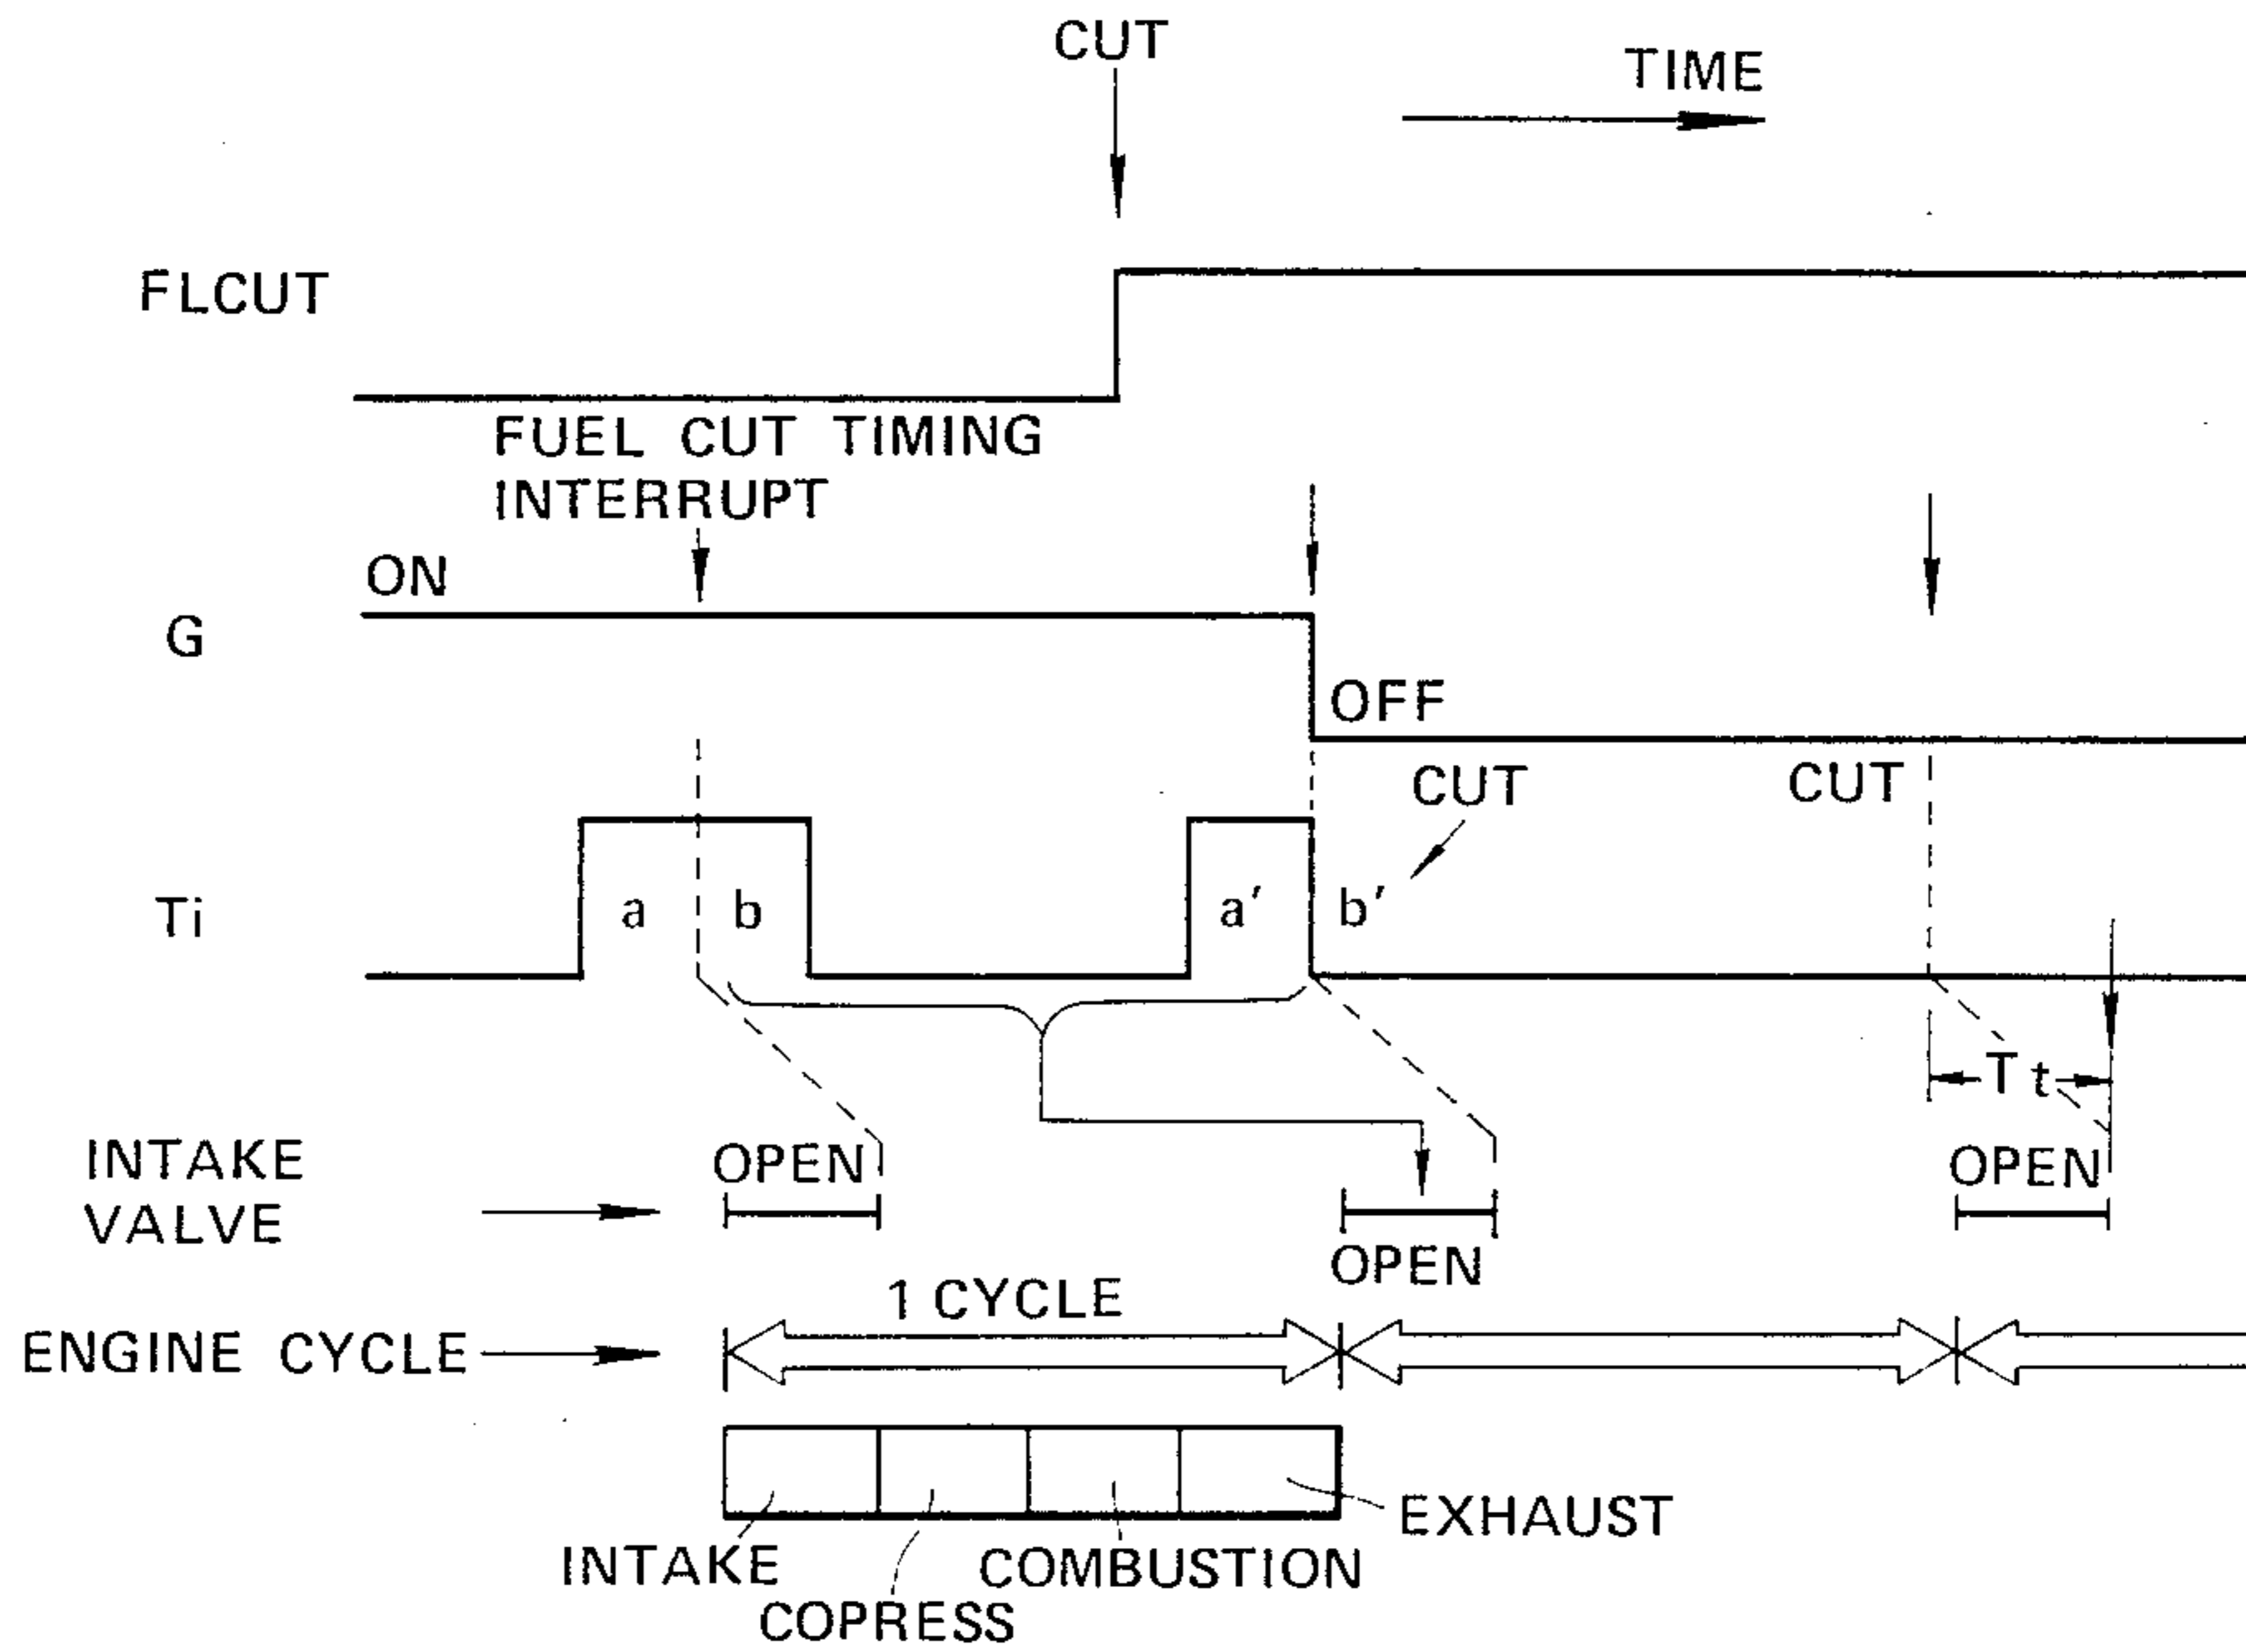 CUT
TIME
FLCUT
FUEL CUT TIMING
INTERRUPT
ON
G
OFF
CUT
CUT
Ti
a
b
a'
b'
Tt
INTAKE
VALVE
OPEN
OPEN
OPEN
1 CYCLE
ENGINE CYCLE
EXHAUST
INTAKE
COMBUSTION
COPRESS